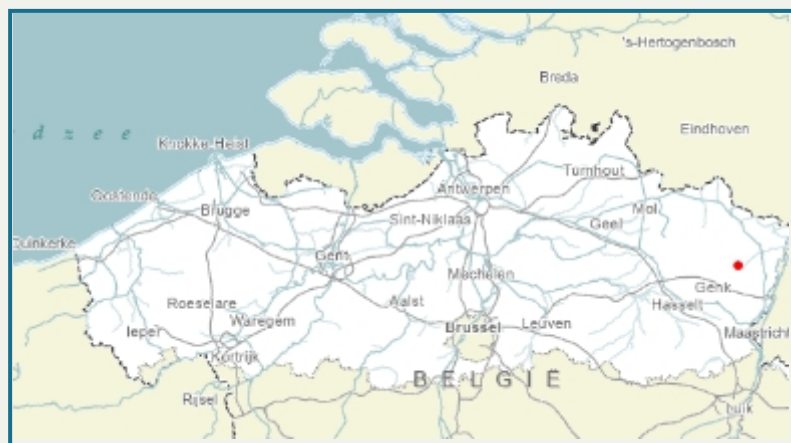 's-Hertogenbosch
Breda
d z e e
Eindhoven
Knokke-Heist
Turnhout
Antwerpen
Oostende
Mol
Brugge
Sint-Niklaas
Geel
Duinkerke
Gent
Mechelen
Genk
Aalst
Roeselare
Hasselt
Waregem
Brussel
Leuven
Ieper
Maastricht
Kortrijk
BELGIË
Rijsel
Luik